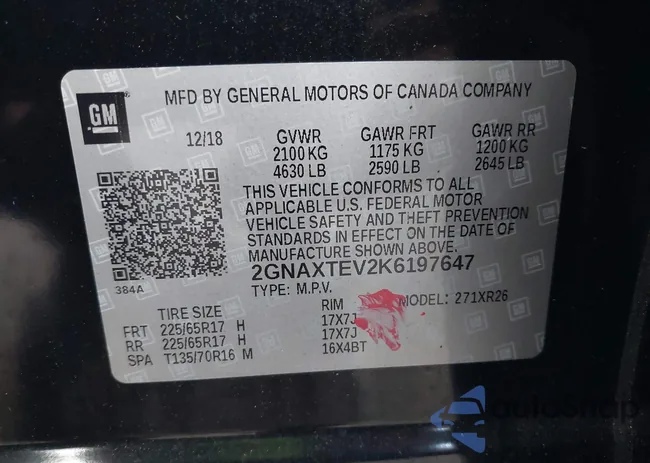 GM
MFD BY GENERAL MOTORS OF CANADA COMPANY
12/18 GVWR GAWR FRT GAWR RR
2100 KG 1175 KG 1200 KG
4630 LB 2590 LB 2645 LB
THIS VEHICLE CONFORMS TO ALL
APPLICABLE U.S. FEDERAL MOTOR
VEHICLE SAFETY AND THEFT PREVENTION
STANDARDS IN EFFECT ON THE DATE OF
MANUFACTURE SHOWN ABOVE.
384A
2GNAXTEV2K6197647
TYPE: M.P.V. MODEL: 271XR26
TIRE SIZE RIM
FRT 225/65R17 H 17X7J
RR 225/65R17 H 17X7J
SPA T135/70R16 M 16X4BT
AutoSnap